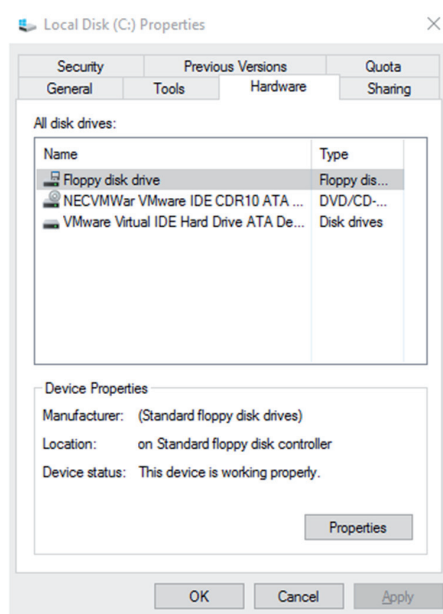 Local Disk (C:) Properties
Security Previous Versions Quota
General Tools Hardware Sharing
All disk drives:
Name Type
Floppy disk drive Floppy dis...
NECVMWar VMware IDE CDR10 ATA ... DVD/CD-...
VMware Virtual IDE Hard Drive ATA De... Disk drives
Device Properties
Manufacturer: (Standard floppy disk drives)
Location: on Standard floppy disk controller
Device status: This device is working properly.
Properties
OK Cancel Apply